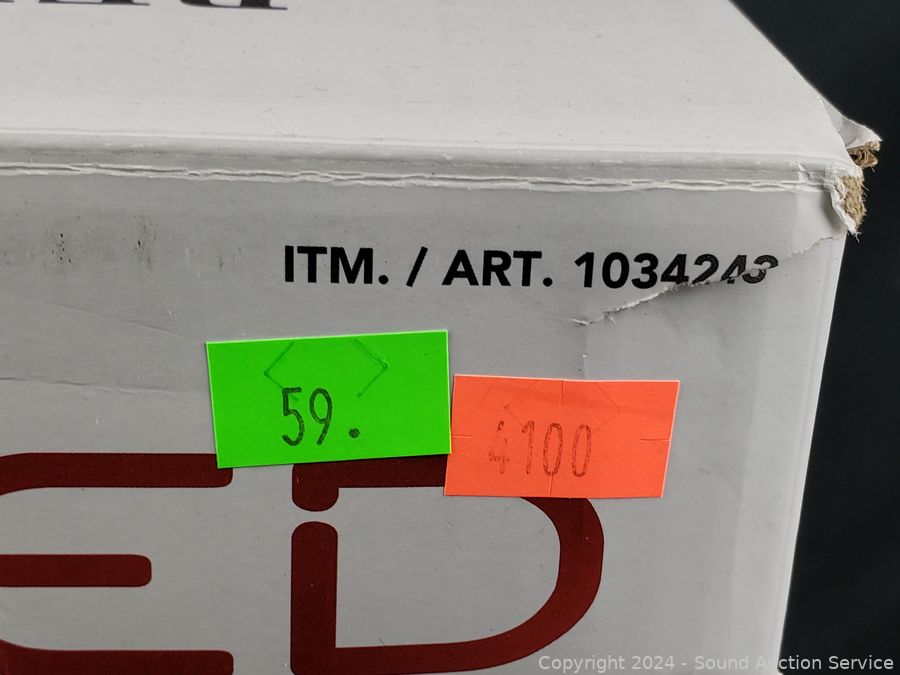 ITM. / ART. 1034243
59.
4100
ED
Copyright 2024 - Sound Auction Service